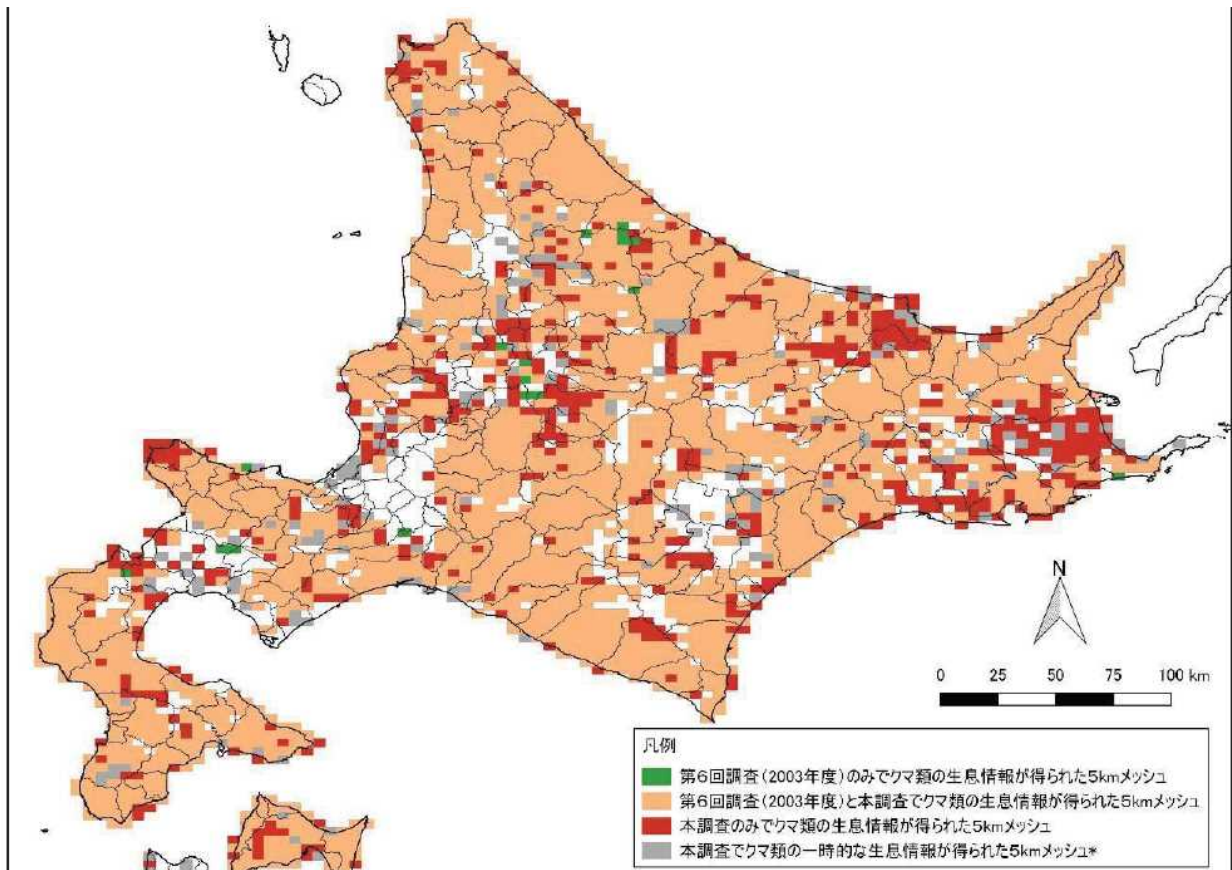 N
0 25 50 75 100 km
凡例
第6回調査(2003年度)のみでクマ類の生息情報が得られた5kmメッシュ
第6回調査(2003年度)と本調査でクマ類の生息情報が得られた5kmメッシュ
本調査のみでクマ類の生息情報が得られた5kmメッシュ
本調査でクマ類の一時的な生息情報が得られた5kmメッシュ*